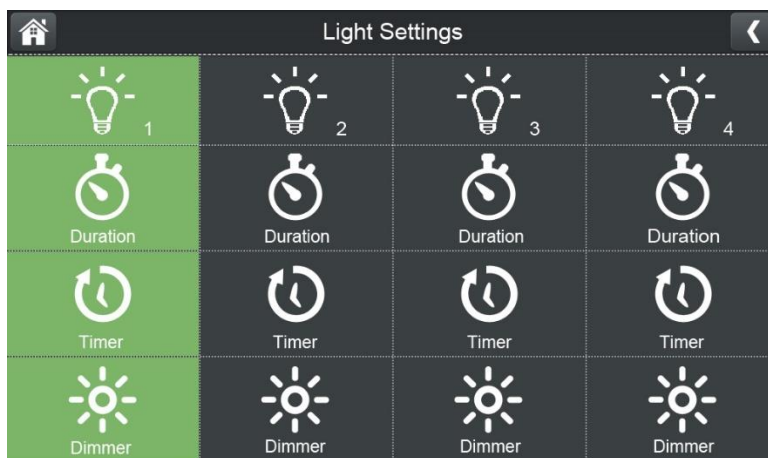 Light Settings
1 2 3 4
Duration Duration Duration Duration
Timer Timer Timer Timer
Dimmer Dimmer Dimmer Dimmer